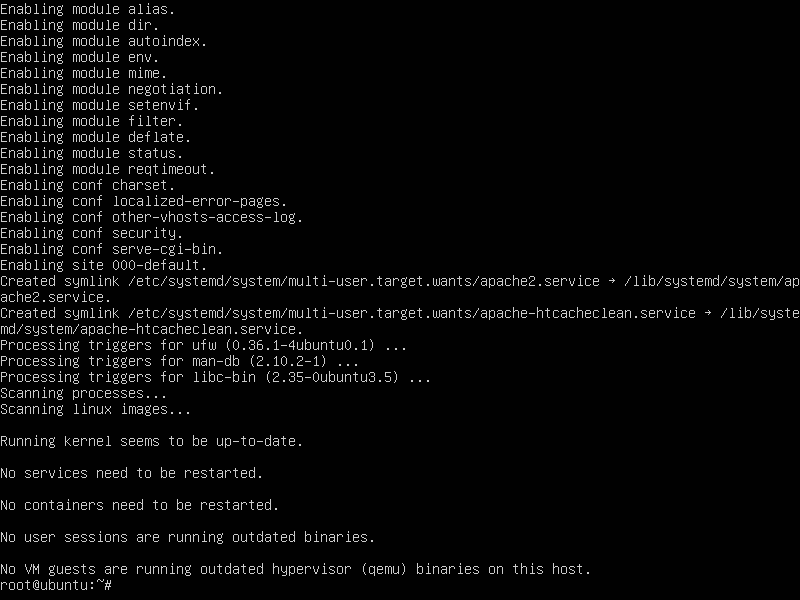 Enabling module alias.
Enabling module dir.
Enabling module autoindex.
Enabling module env.
Enabling module mime.
Enabling module negotiation.
Enabling module setenvif.
Enabling module filter.
Enabling module deflate.
Enabling module status.
Enabling module reqtimeout.
Enabling conf charset.
Enabling conf localized-error-pages.
Enabling conf other-vhosts-access-log.
Enabling conf security.
Enabling conf serve-cgi-bin.
Enabling site 000-default.
Created symlink /etc/systemd/system/multi-user.target.wants/apache2.service → /lib/systemd/system/ap
ache2.service.
Created symlink /etc/systemd/system/multi-user.target.wants/apache-htcacheclean.service → /lib/syste
md/system/apache-htcacheclean.service.
Processing triggers for ufw (0.36.1-4ubuntu0.1) ...
Processing triggers for man-db (2.10.2-1) ...
Processing triggers for libc-bin (2.35-0ubuntu3.5) ...
Scanning processes...
Scanning linux images...
Running kernel seems to be up-to-date.
No services need to be restarted.
No containers need to be restarted.
No user sessions are running outdated binaries.
No VM guests are running outdated hypervisor (qemu) binaries on this host.
root@ubuntu:~#